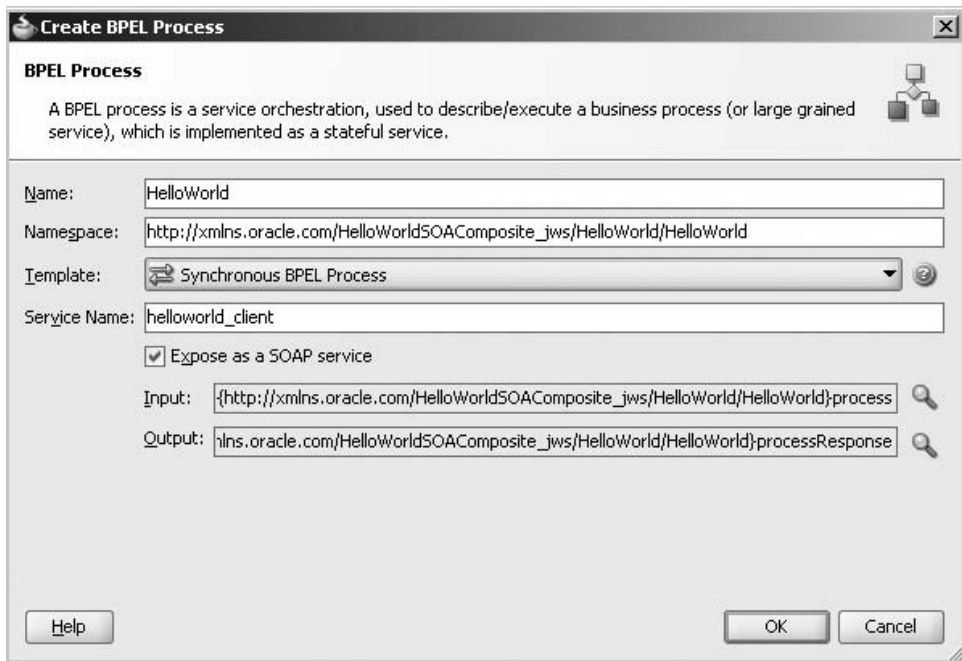 Create BPEL Process
BPEL Process
A BPEL process is a service orchestration, used to describe/execute a business process (or large grained
service), which is implemented as a stateful service.
Name: HelloWorld
Namespace: http://xmlns.oracle.com/HelloWorldSOAComposite_jws/HelloWorld/HelloWorld
Template: Synchronous BPEL Process
Service Name: helloworld_client
Expose as a SOAP service
Input: {http://xmlns.oracle.com/HelloWorldSOAComposite_jws/HelloWorld/HelloWorld}process
Output: lns.oracle.com/HelloWorldSOAComposite_jws/HelloWorld/HelloWorld}processResponse
Help OK Cancel